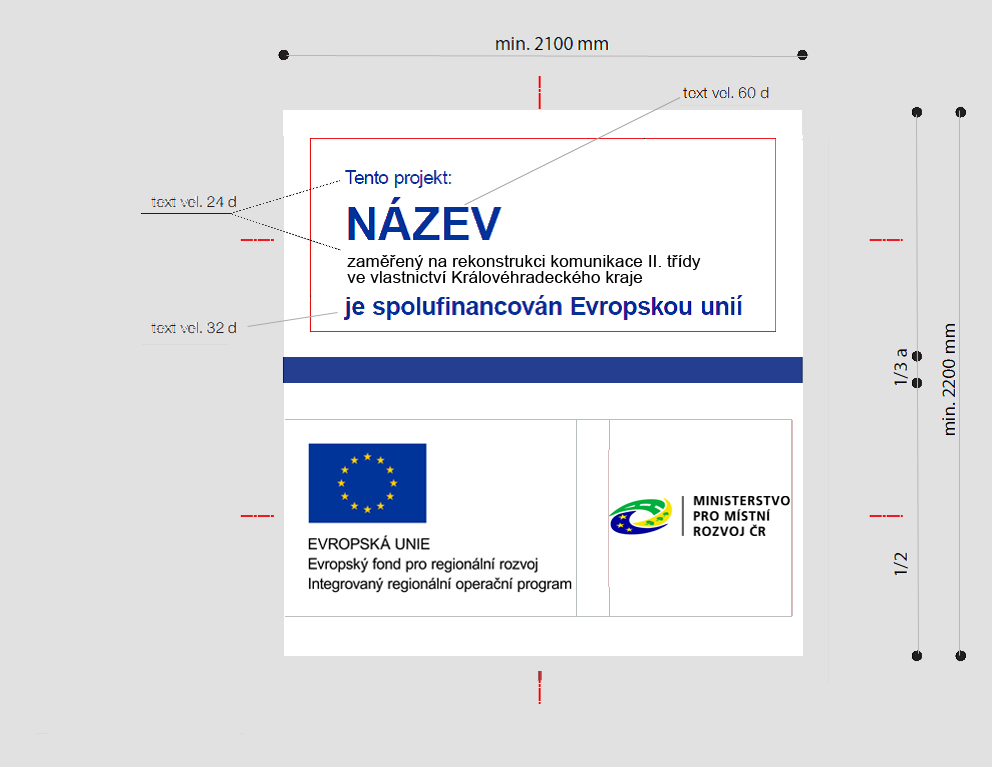 min. 2100 mm
text vel. 60 d
Tento projekt:
text vel. 24 d
NÁZEV
zaměřený na rekonstrukci komunikace II. třídy
ve vlastnictví Královéhradeckého kraje
je spolufinancován Evropskou unií
text vel. 32 d
1/3 a
min. 2200 mm
MINISTERSTVO
PRO MÍSTNÍ
ROZVOJ ČR
EVROPSKÁ UNIE
Evropský fond pro regionální rozvoj
Integrovaný regionální operační program
1/2